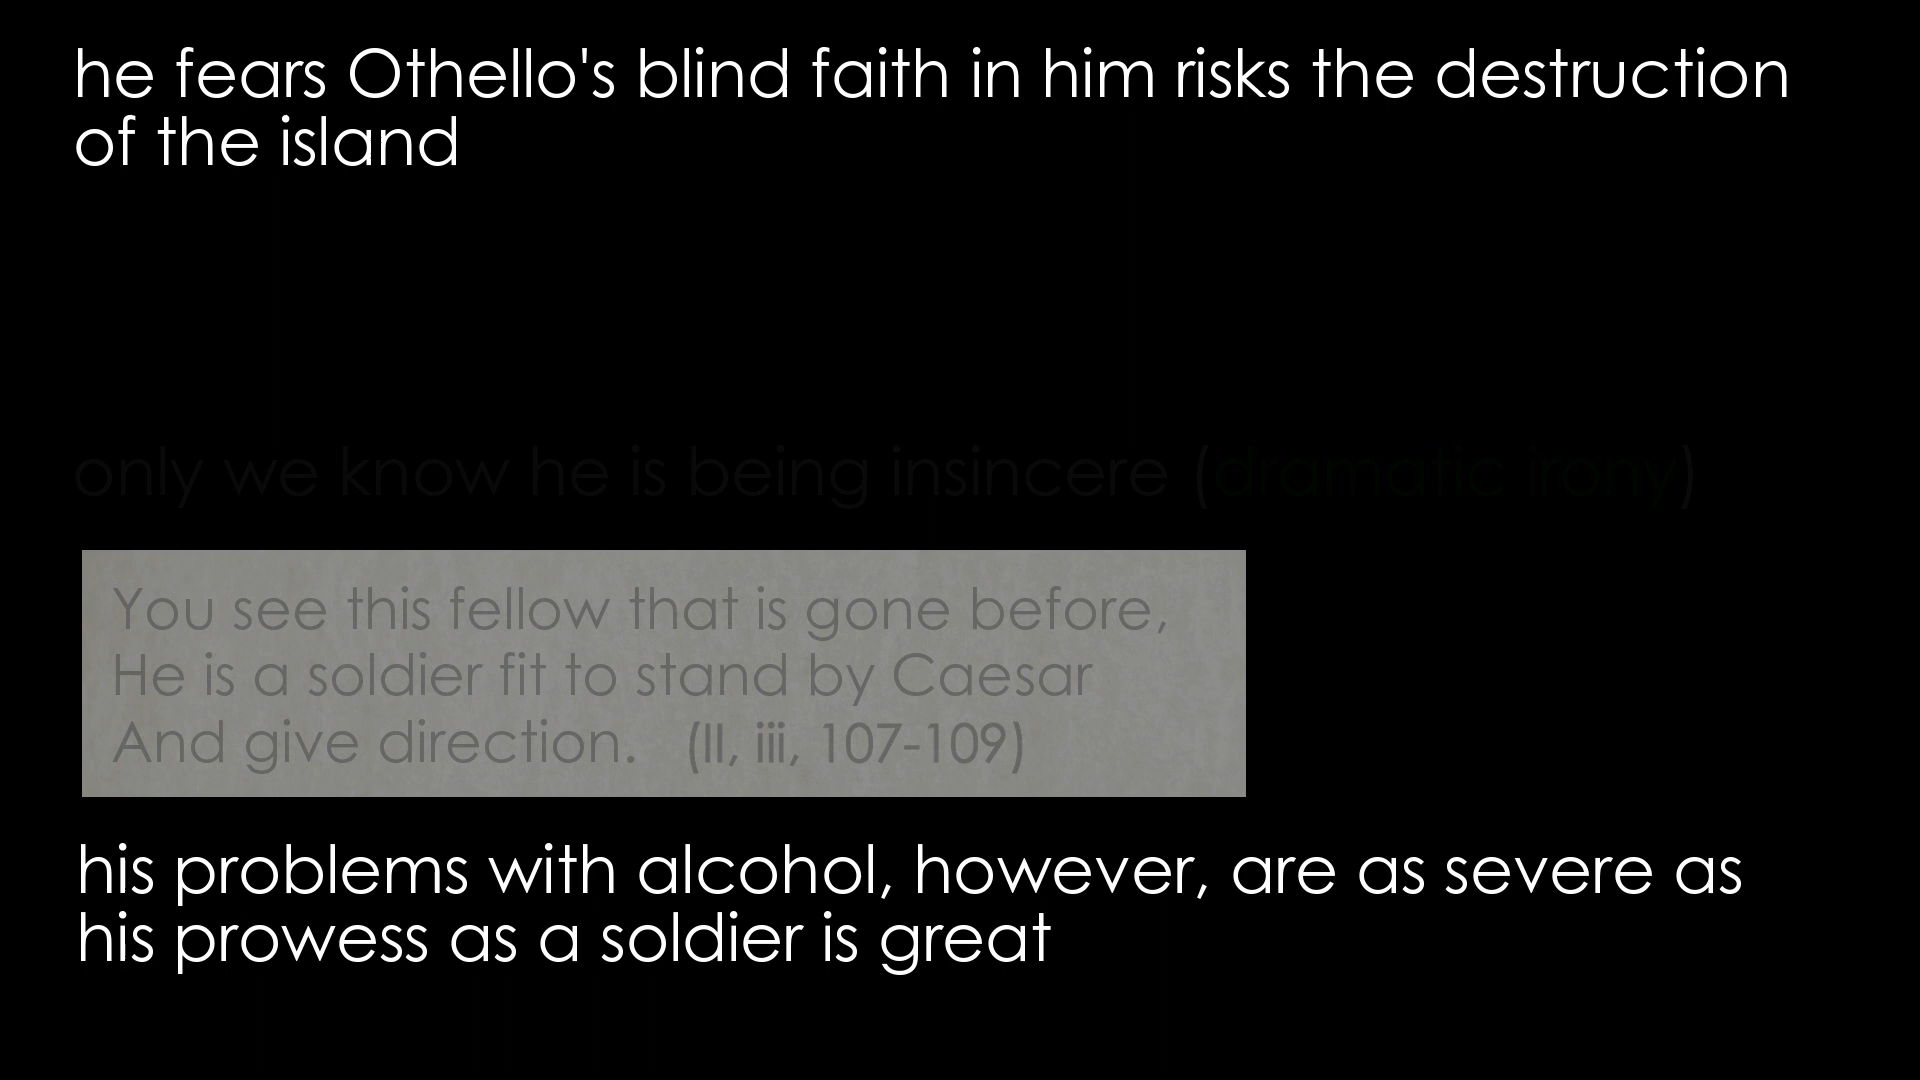 he fears Othello's blind faith in him risks the destruction
of the island
only we know he is being insincere (dramatic irony)
You see this fellow that is gone before,
He is a soldier fit to stand by Caesar
And give direction. (II, iii, 107-109)
his problems with alcohol, however, are as severe as
his prowess as a soldier is great